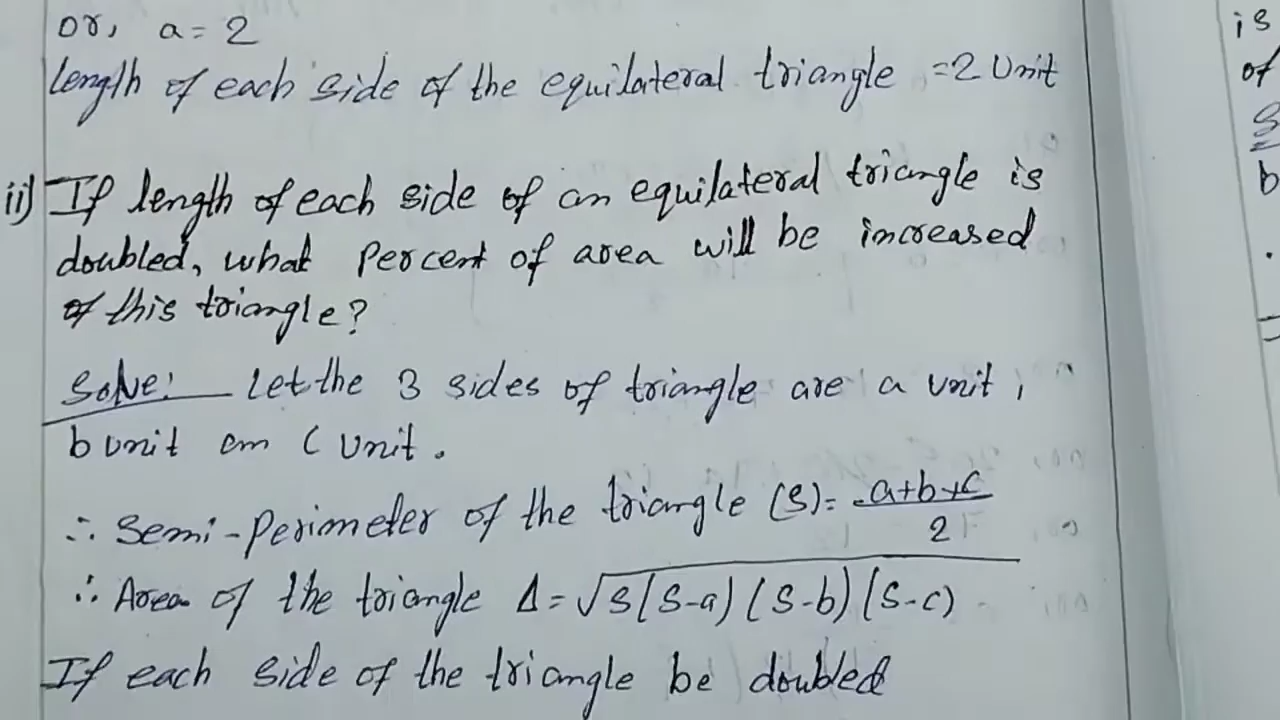 or, a = 2
length of each side of the equilateral triangle = 2 Unit
ii) If length of each side of an equilateral triangle is
doubled, what percent of area will be increased
of this triangle?
Solve: Let the 3 sides of triangle are a unit,
b unit am C Unit.
∴ Semi-perimeter of the triangle (S) = a+b+c/2
∴ Area of the triangle Δ = √S(S-a)(S-b)(S-c)
If each side of the triangle be doubled
is
of
b